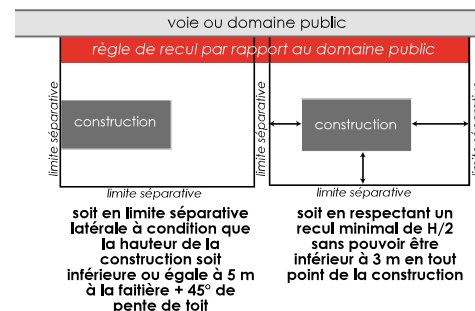 voie ou domaine public
règle de recul par rapport au domaine public
limite séparative
construction
limite séparative
soit en limite séparative
latérale à condition que
la hauteur de la
construction soit
inférieure ou égale à 5 m
à la faitière + 45° de
pente de toit
limite séparative
construction
limite séparative
limite séparative
soit en respectant un
recul minimal de H/2
sans pouvoir être
inférieur à 3 m en tout
point de la construction